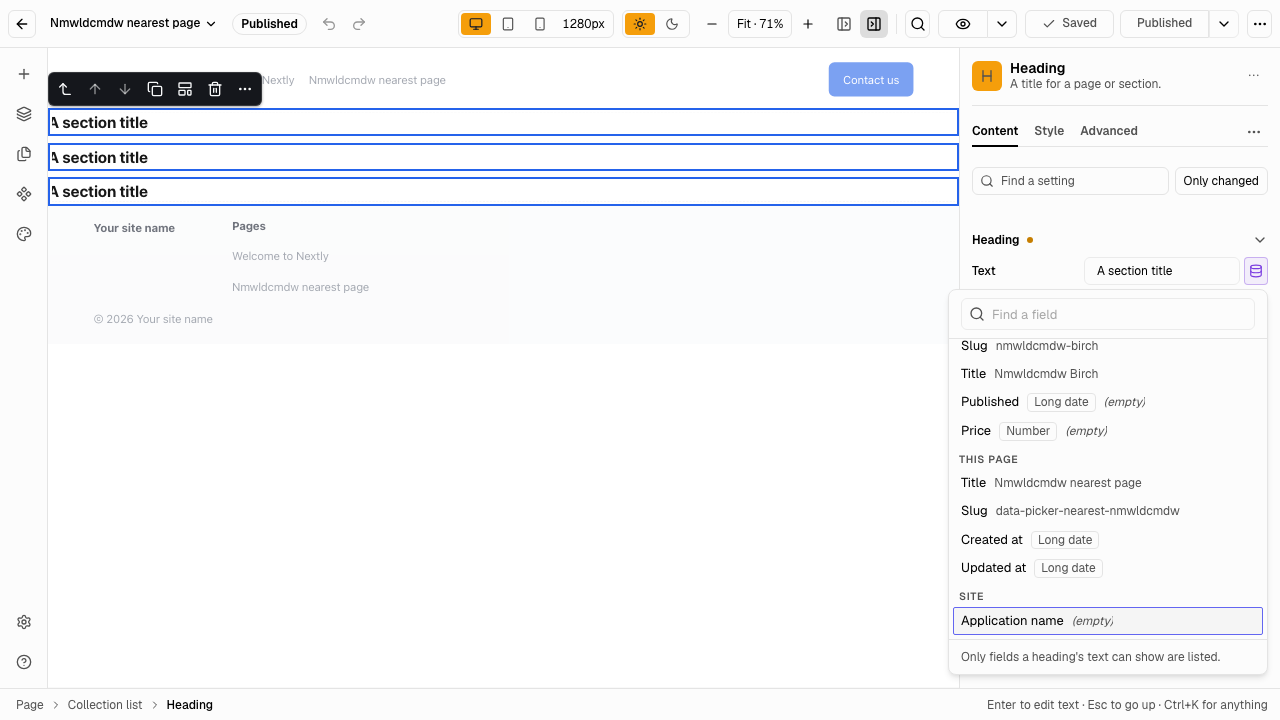 Nmwldcmdw nearest page
Published
1280px
Fit · 71%
Saved
Published
Nextly
Nmwldcmdw nearest page
Contact us
A section title
A section title
A section title
Your site name
Pages
Welcome to Nextly
Nmwldcmdw nearest page
© 2026 Your site name
H
Heading
A title for a page or section.
Content
Style
Advanced
Find a setting
Only changed
Heading
Text
A section title
Find a field
Slug nmwldcmdw-birch
Title Nmwldcmdw Birch
Published Long date (empty)
Price Number (empty)
THIS PAGE
Title Nmwldcmdw nearest page
Slug data-picker-nearest-nmwldcmdw
Created at Long date
Updated at Long date
SITE
Application name (empty)
Only fields a heading's text can show are listed.
Page
Collection list
Heading
Enter to edit text · Esc to go up · Ctrl+K for anything